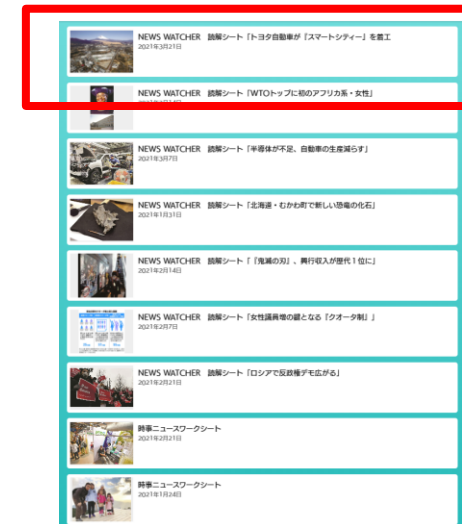 NEWS WATCHER 読解シート「トヨタ自動車が「スマートシティー」を着工
2021年3月21日
NEWS WATCHER 読解シート「WTOトップに初のアフリカ系・女性」
NEWS WATCHER 読解シート「半導体が不足、自動車の生産減らす」
2021年3月7日
NEWS WATCHER 読解シート「北海道・むかわ町で新しい恐竜の化石」
2021年1月31日
NEWS WATCHER 読解シート「「鬼滅の刃」、興行収入が歴代1位に」
2021年2月14日
NEWS WATCHER 読解シート「女性議員増の鍵となる「クオータ制」」
2021年2月7日
NEWS WATCHER 読解シート「ロシアで反政権デモ広がる」
2021年2月21日
時事ニュースワークシート
2021年2月21日
時事ニュースワークシート
2021年1月24日